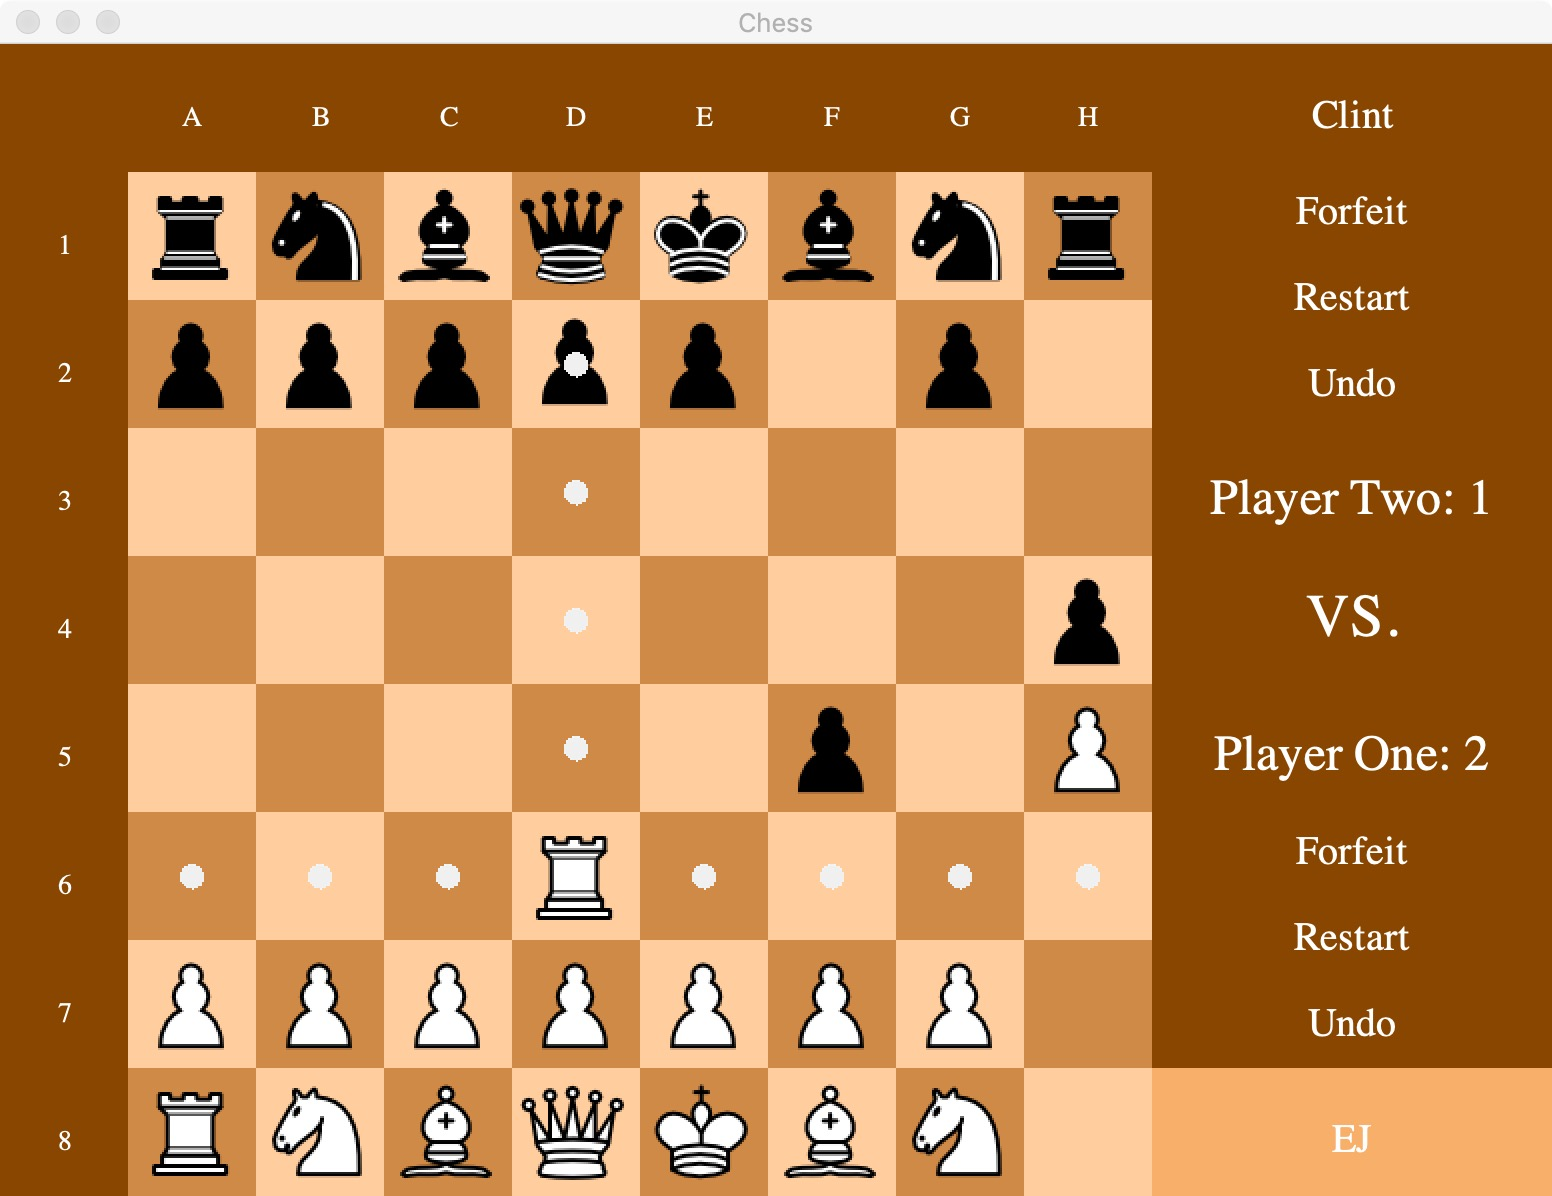 Chess
A B C D E F G H
Clint
1
Forfeit
Restart
2
Undo
3
Player Two: 1
4
VS.
5
Player One: 2
6
Forfeit
Restart
7
Undo
8
EJ